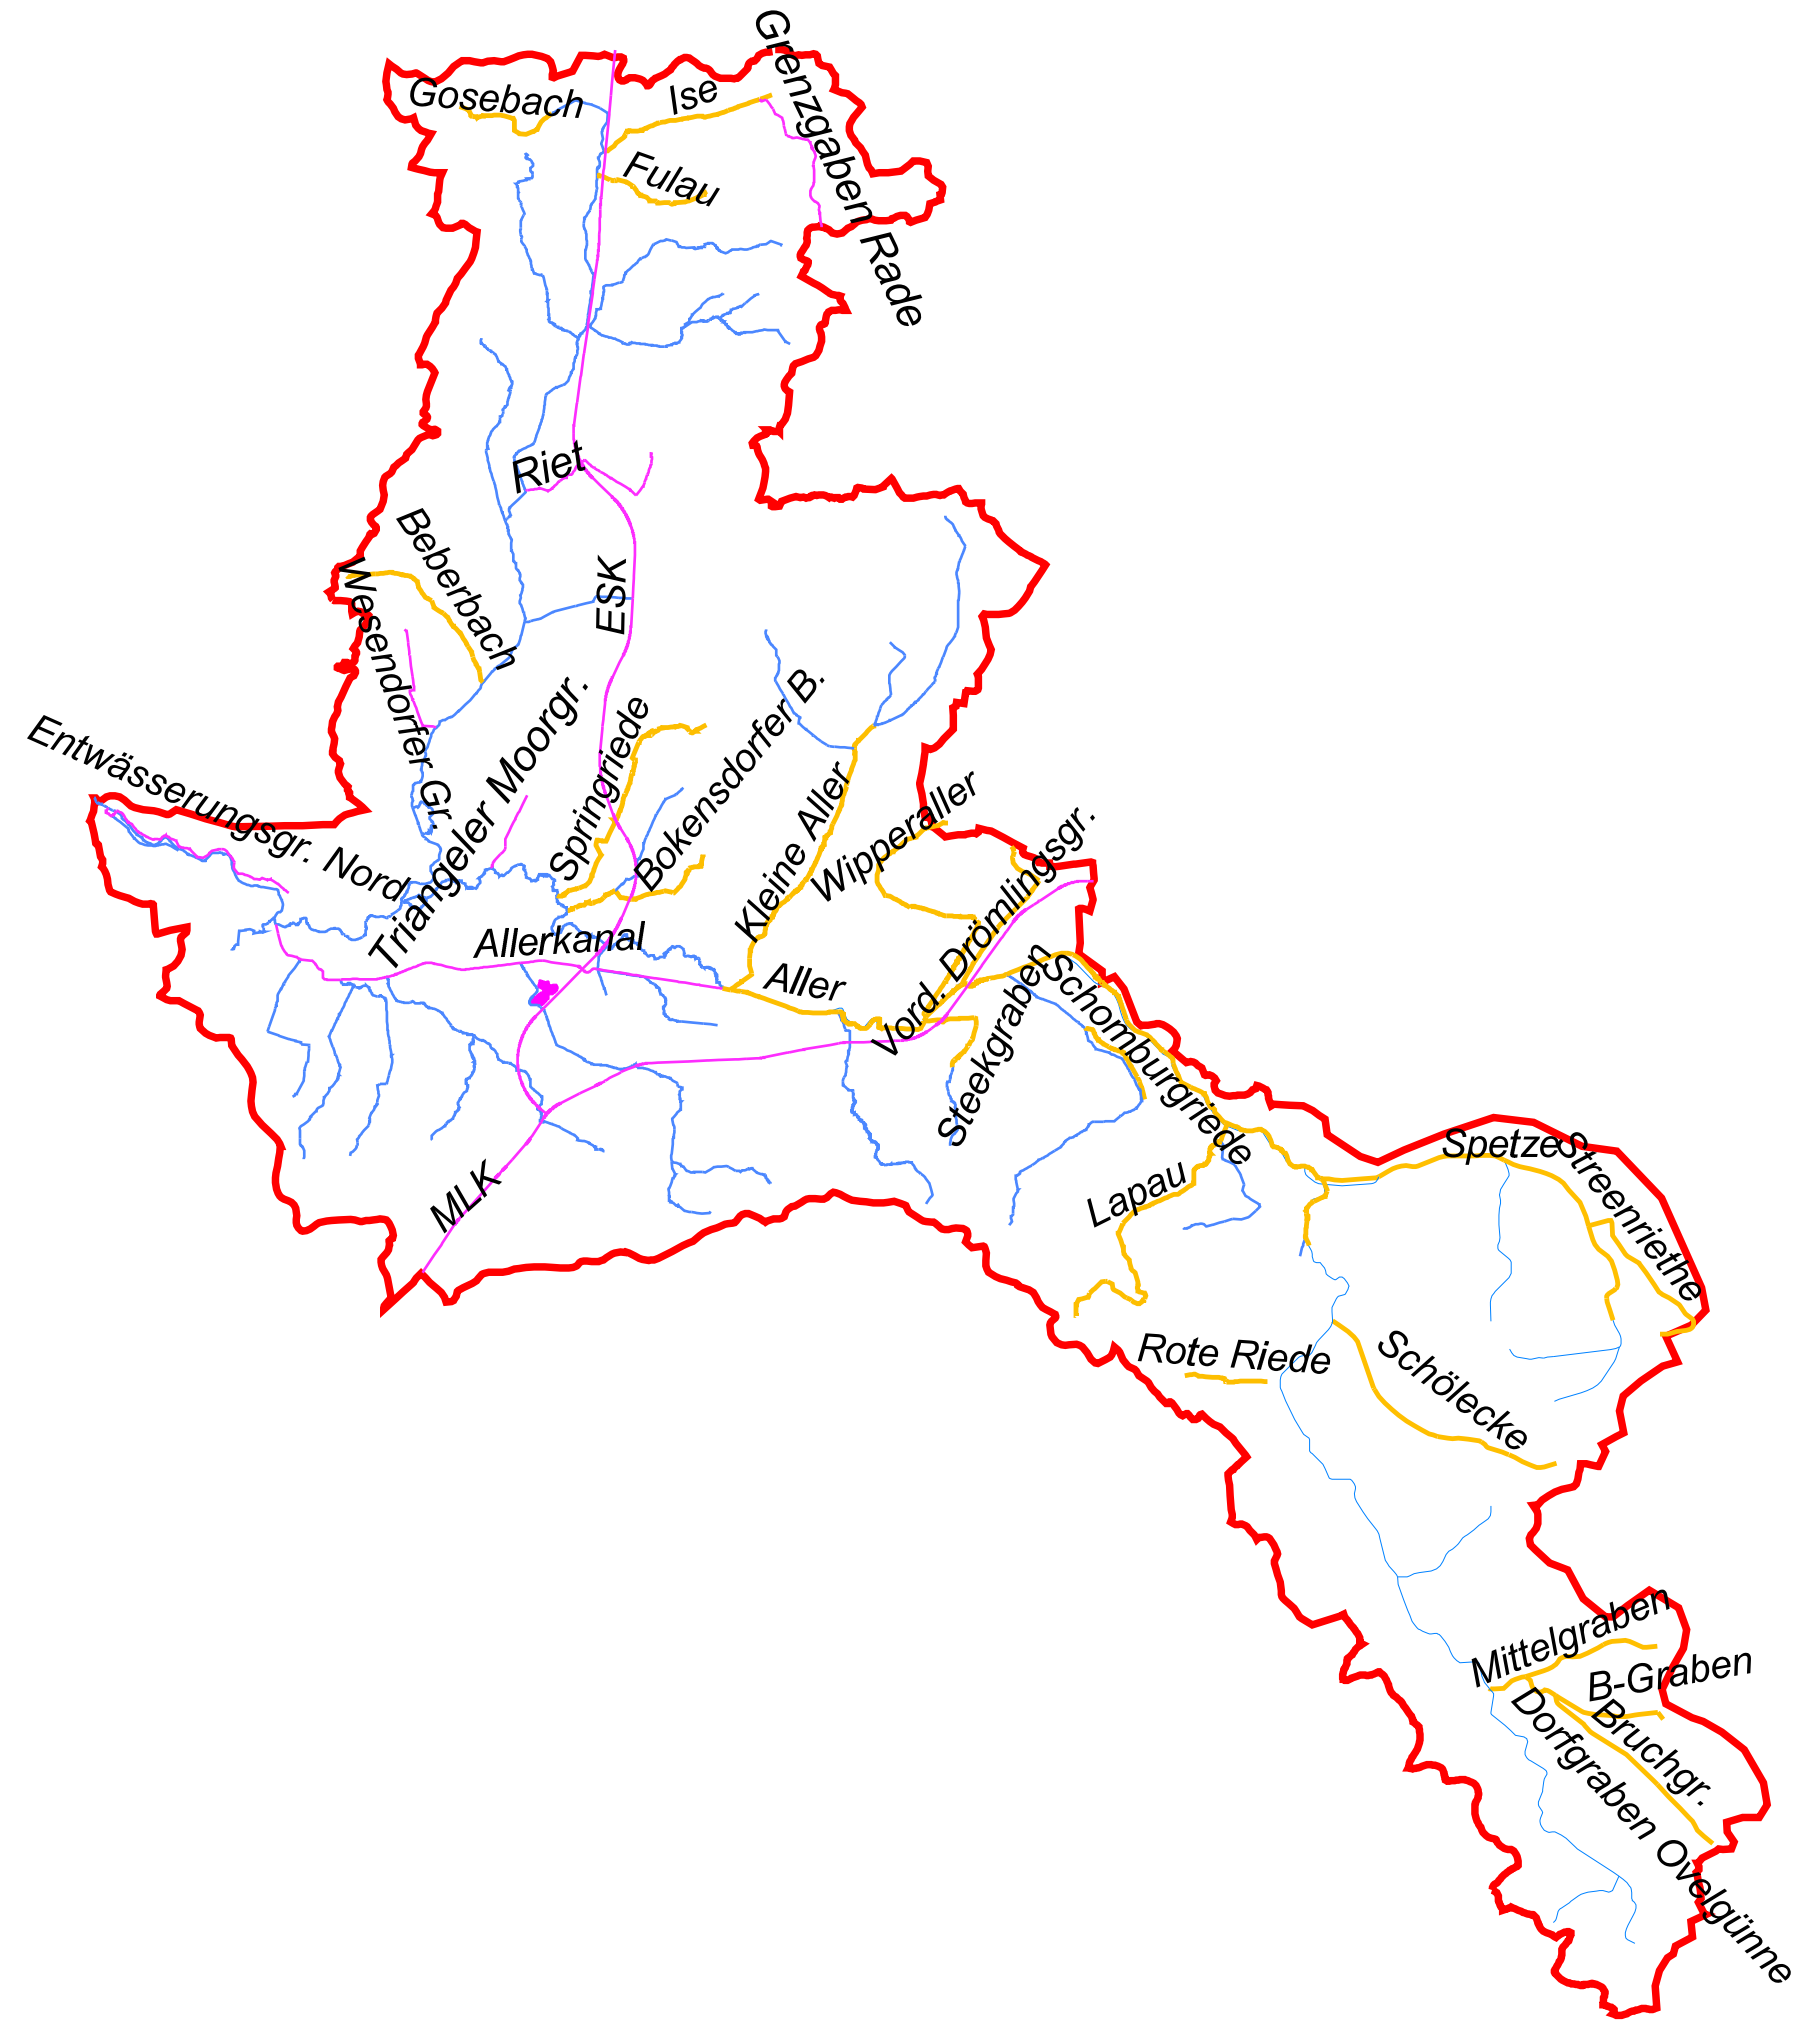 Gosebach
Ise
Grenzgaben Rade
Fulau
Riet
Beberbach
Wesendorfer Gr.
ESK
Entwässerungsgr. Nord
Triangeler Moorgr.
Springriede
Bokensdorfer B.
Kleine Aller
Wipperaller
Vord. Drömlingsgr.
Allerkanal
Aller
Steekgraben
Schomburgriede
MLK
Lapau
Spetze
Streenriethe
Rote Riede
Schölecke
Mittelgraben
B-Graben
Bruchgr.
Dorfgraben Ovelgünne